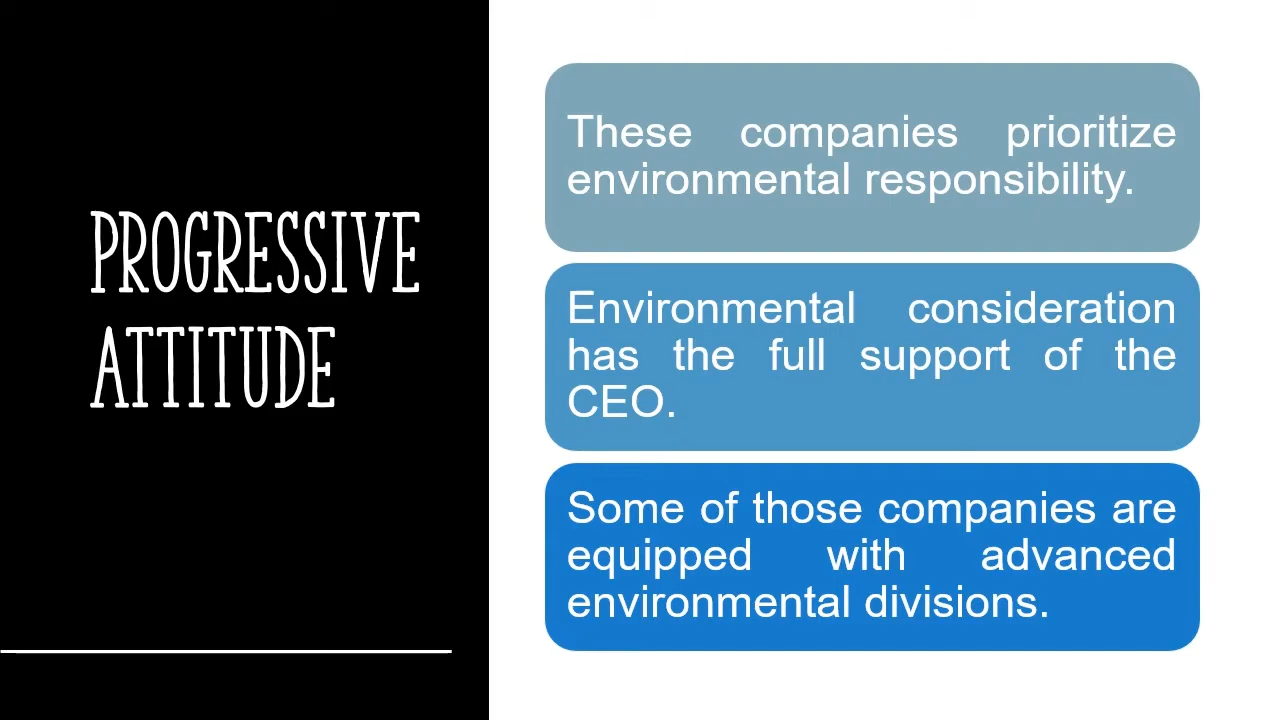 PROGRESSIVE
ATTITUDE
These companies prioritize
environmental responsibility.
Environmental consideration
has the full support of the
CEO.
Some of those companies are
equipped with advanced
environmental divisions.